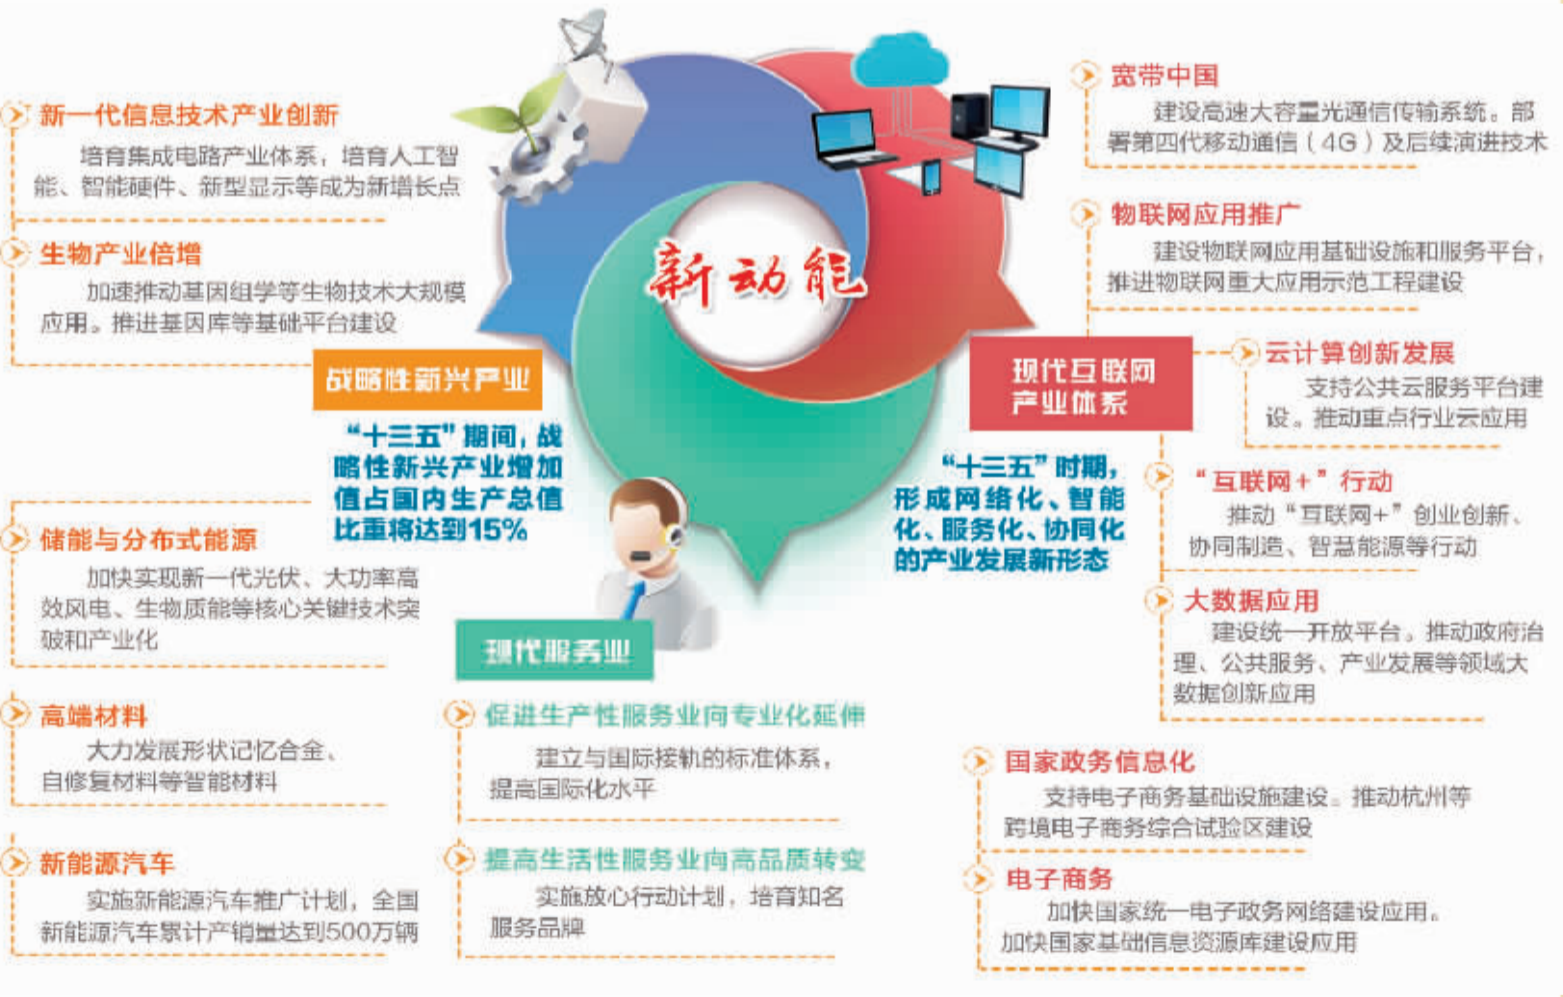 新一代信息技术产业创新
培育集成电路产业体系，培育人工智
能、智能硬件、新型显示等成为新增长点
生物产业倍增
加速推动基因组学等生物技术大规模
应用。推进基因库等基础平台建设
战略性新兴产业
“十三五”期间，战
略性新兴产业增加
值占国内生产总值
比重将达到15%
储能与分布式能源
加快实现新一代光伏、大功率高
效风电、生物质能等核心关键技术突
破和产业化
高端材料
大力发展形状记忆合金、
自修复材料等智能材料
新能源汽车
实施新能源汽车推广计划，全国
新能源汽车累计产销量达到500万辆
新动能
现代服务业
促进生产性服务业向专业化延伸
建立与国际接轨的标准体系，
提高国际化水平
提高生活性服务业向高品质转变
实施放心行动计划，培育知名
服务品牌
宽带中国
建设高速大容量光通信传输系统。部
署第四代移动通信（4G）及后续演进技术
物联网应用推广
建设物联网应用基础设施和服务平台，
推进物联网重大应用示范工程建设
现代互联网
产业体系
“十三五”时期，
形成网络化、智能
化、服务化、协同化
的产业发展新形态
云计算创新发展
支持公共云服务平台建
设。推动重点行业云应用
“互联网+”行动
推动“互联网+”创业创新、
协同制造、智慧能源等行动
大数据应用
建设统一开放平台。推动政府治
理、公共服务、产业发展等领域大
数据创新应用
国家政务信息化
支持电子商务基础设施建设。推动杭州等
跨境电子商务综合试验区建设
电子商务
加快国家统一电子政务网络建设应用。
加快国家基础信息资源库建设应用